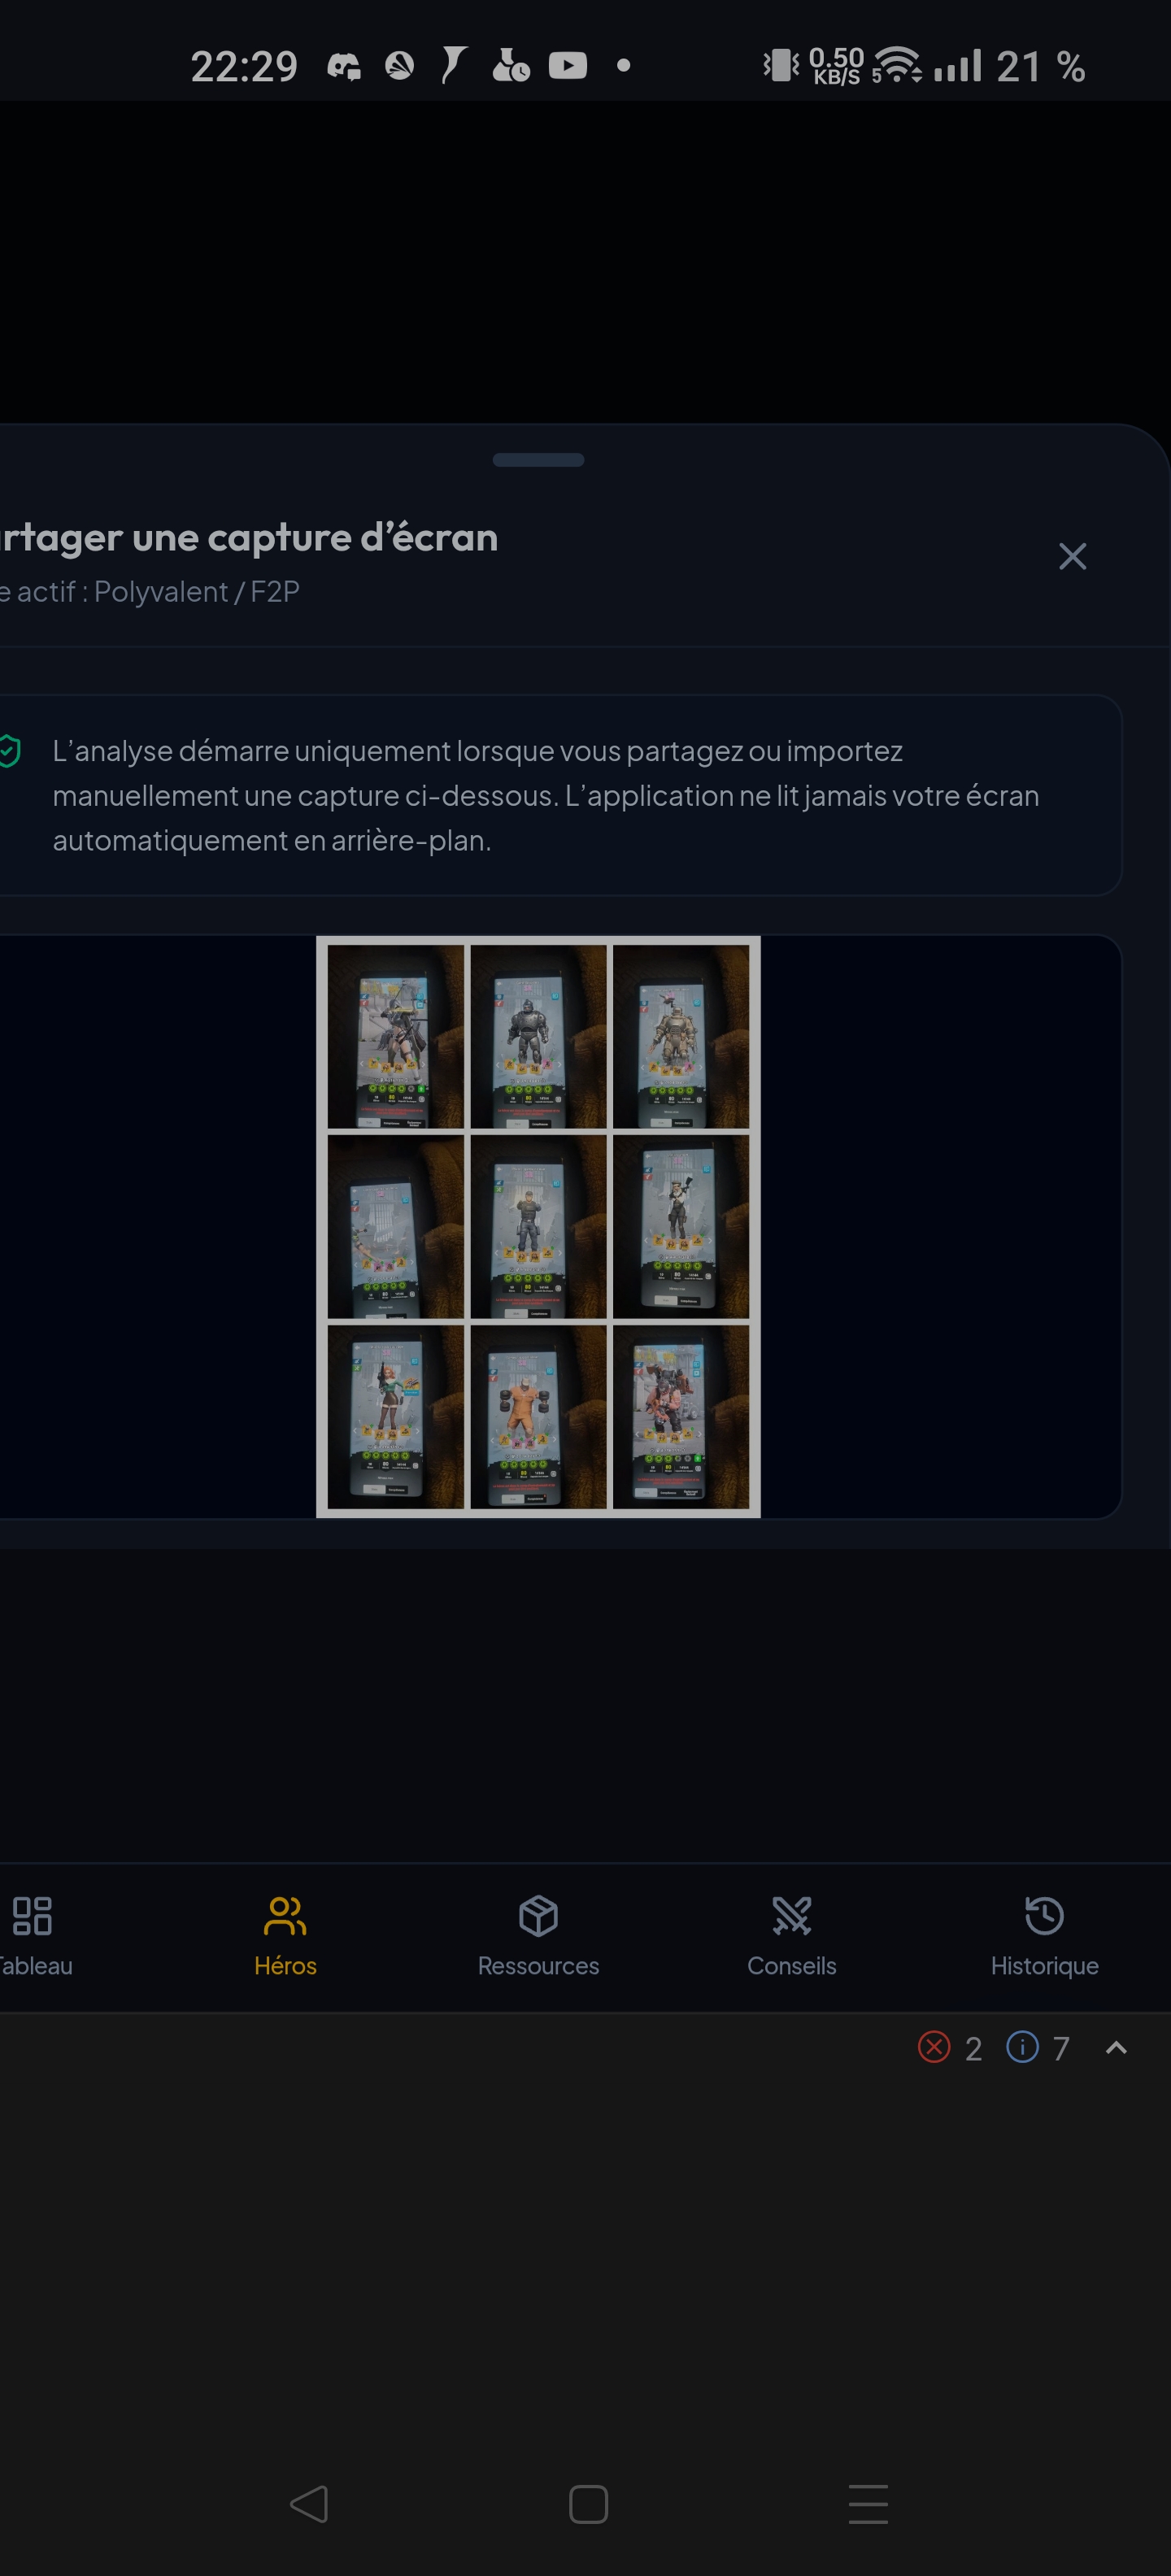 22:29
0.50
KB/S
5
21 %
rtager une capture d’écran
e actif : Polyvalent / F2P
L’analyse démarre uniquement lorsque vous partagez ou importez
manuellement une capture ci-dessous. L’application ne lit jamais votre écran
automatiquement en arrière-plan.
Tableau
Héros
Ressources
Conseils
Historique
2
7